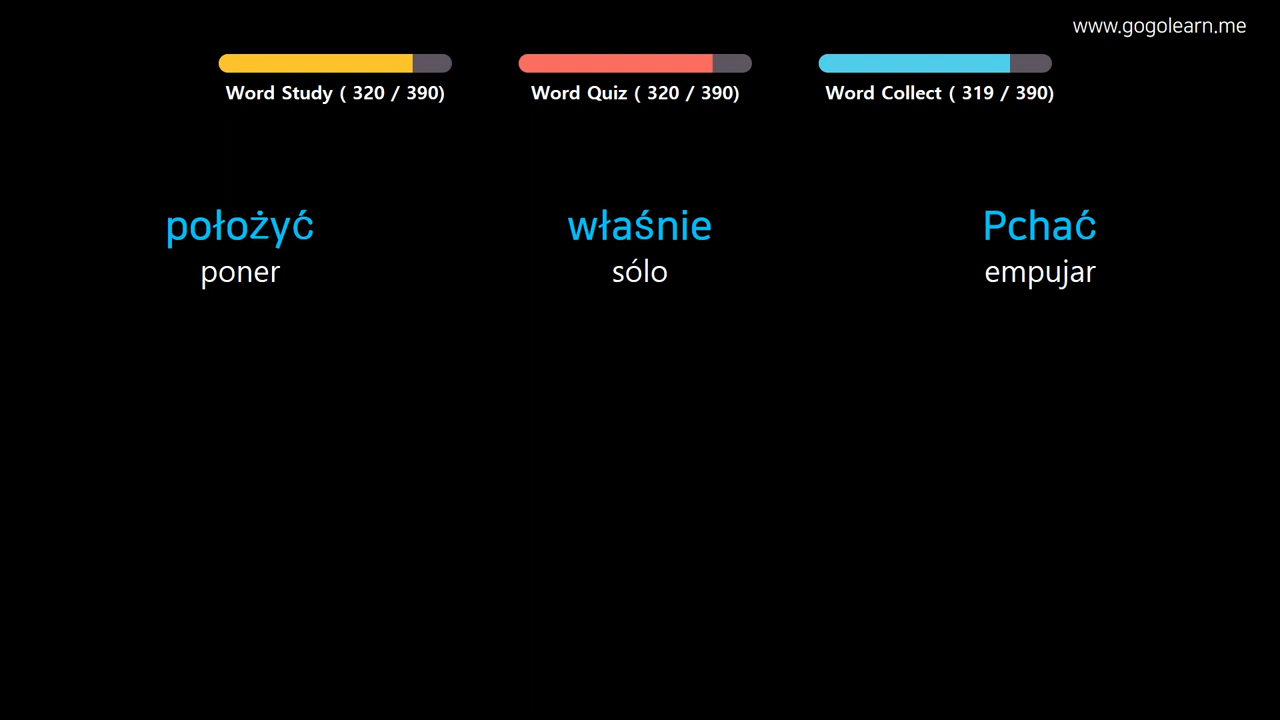 www.gogolearn.me
Word Study ( 320 / 390)
Word Quiz ( 320 / 390)
Word Collect ( 319 / 390)
położyć
poner
właśnie
sólo
Pchać
empujar